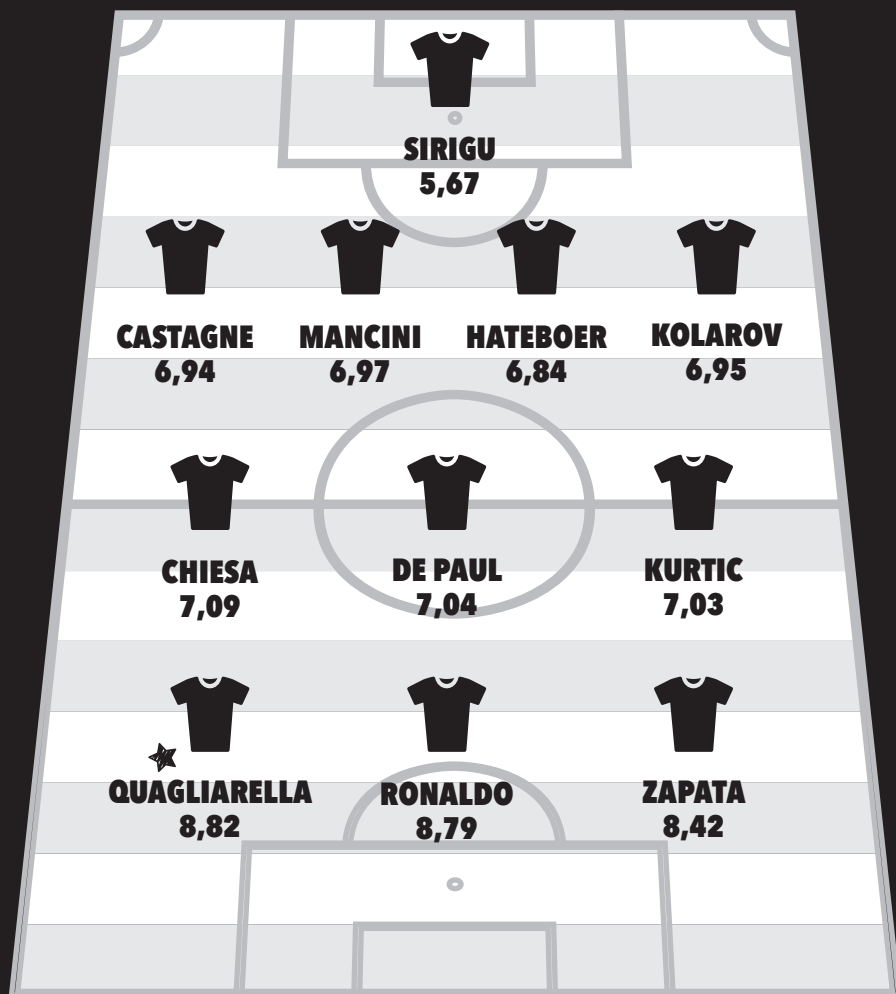 SIRIGU
5,67
CASTAGNE
6,94
MANCINI
6,97
HATEBOER
6,84
KOLAROV
6,95
CHIESA
7,09
DE PAUL
7,04
KURTIC
7,03
QUAGLIARELLA
8,82
RONALDO
8,79
ZAPATA
8,42